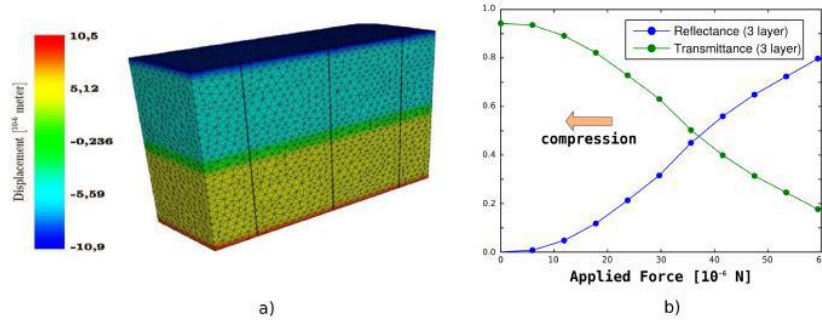 10,5
5,12
-0,236
-5,59
-10,9
Displacement [10-6 meter]
a)
1.0
0.8
0.6
0.4
0.2
0.0
Reflectance (3 layer)
Transmittance (3 layer)
compression
0 10 20 30 40 50 6
Applied Force [10-6 N]
b)